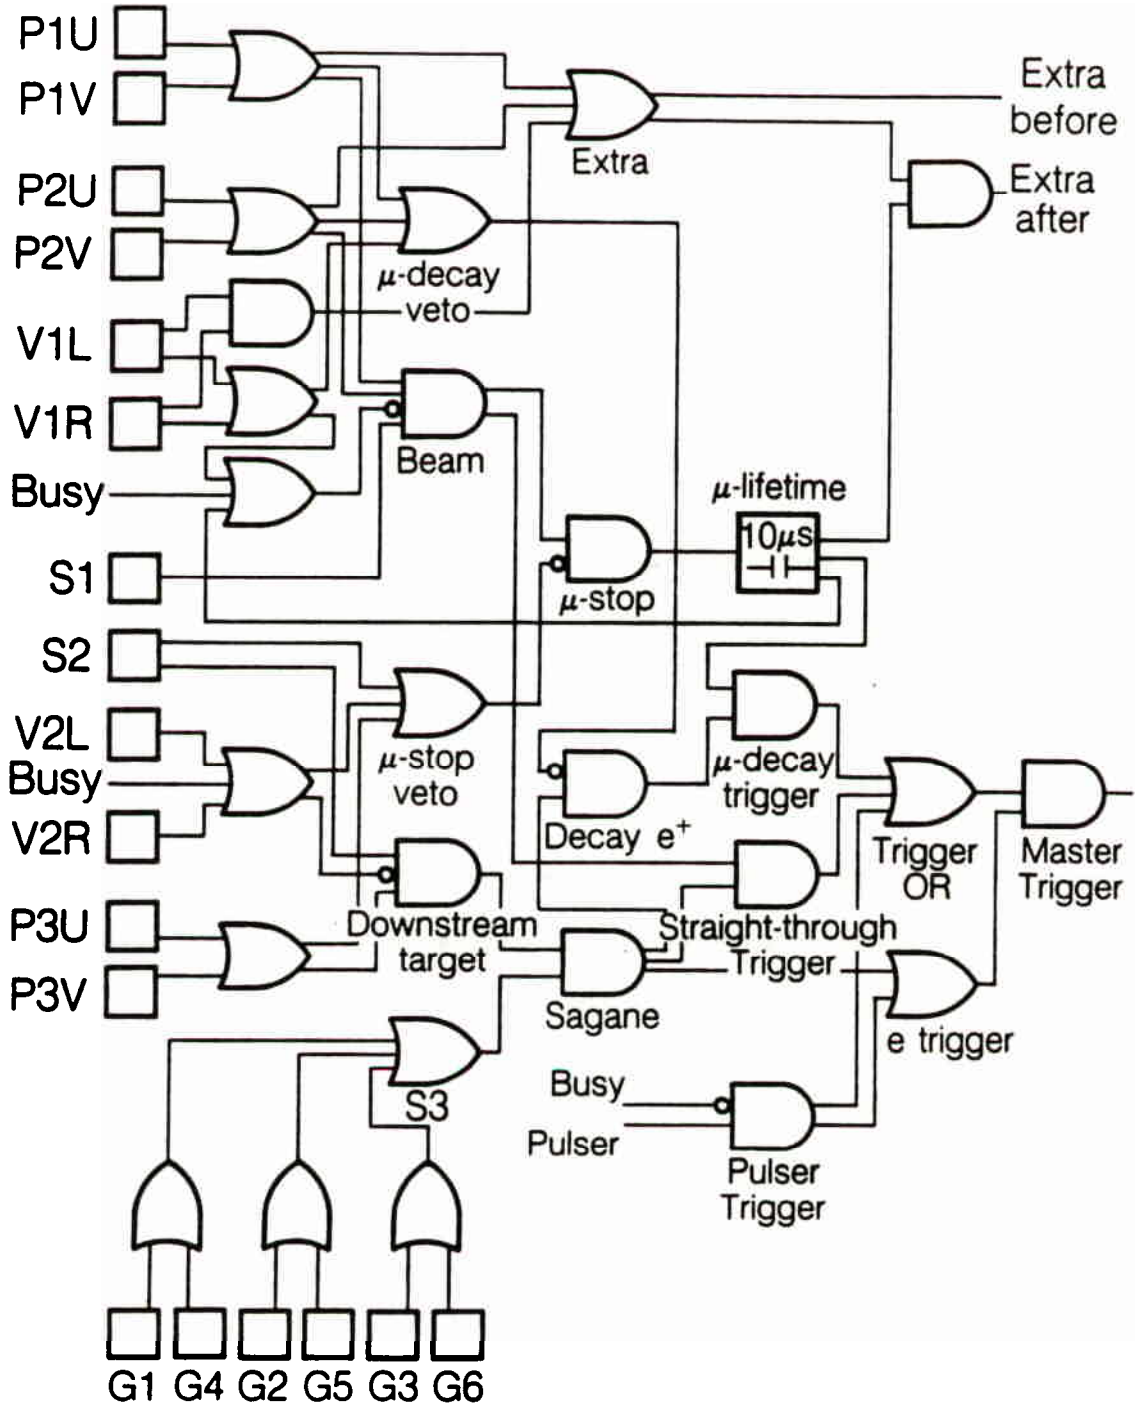 P1U
P1V
P2U
P2V
V1L
V1R
Busy
S1
S2
V2L
Busy
V2R
P3U
P3V
Extra
Extra
before
Extra
after
μ-decay
veto
Beam
μ-lifetime
10μs
μ-stop
μ-stop
veto
μ-decay
trigger
Decay e⁺
Trigger
OR
Master
Trigger
Downstream
target
Straight-through
Trigger
Sagane
e trigger
S3
Busy
Pulser
Pulser
Trigger
G1 G4 G2 G5 G3 G6